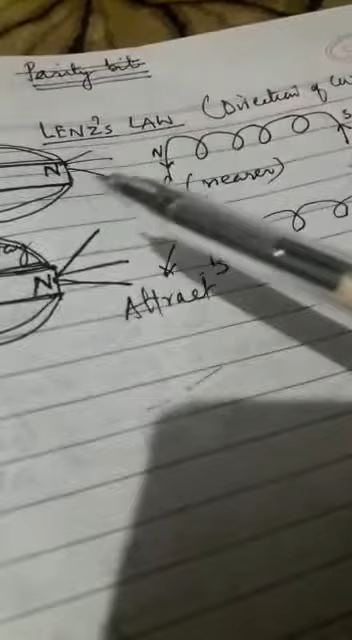 Parity bit
LENZ'S LAW (Direction of
N S
N (nearer)
N
Attract